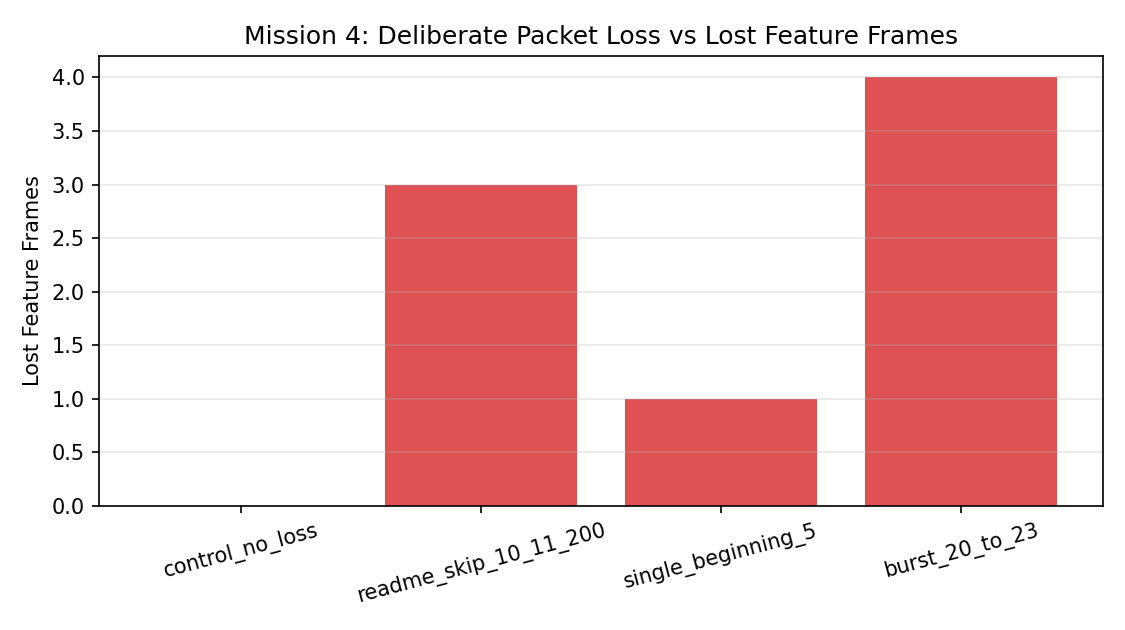 Mission 4: Deliberate Packet Loss vs Lost Feature Frames
Lost Feature Frames
4.0
3.5
3.0
2.5
2.0
1.5
1.0
0.5
0.0
control_no_loss
readme_skip_10_11_200
single_beginning_5
burst_20_to_23